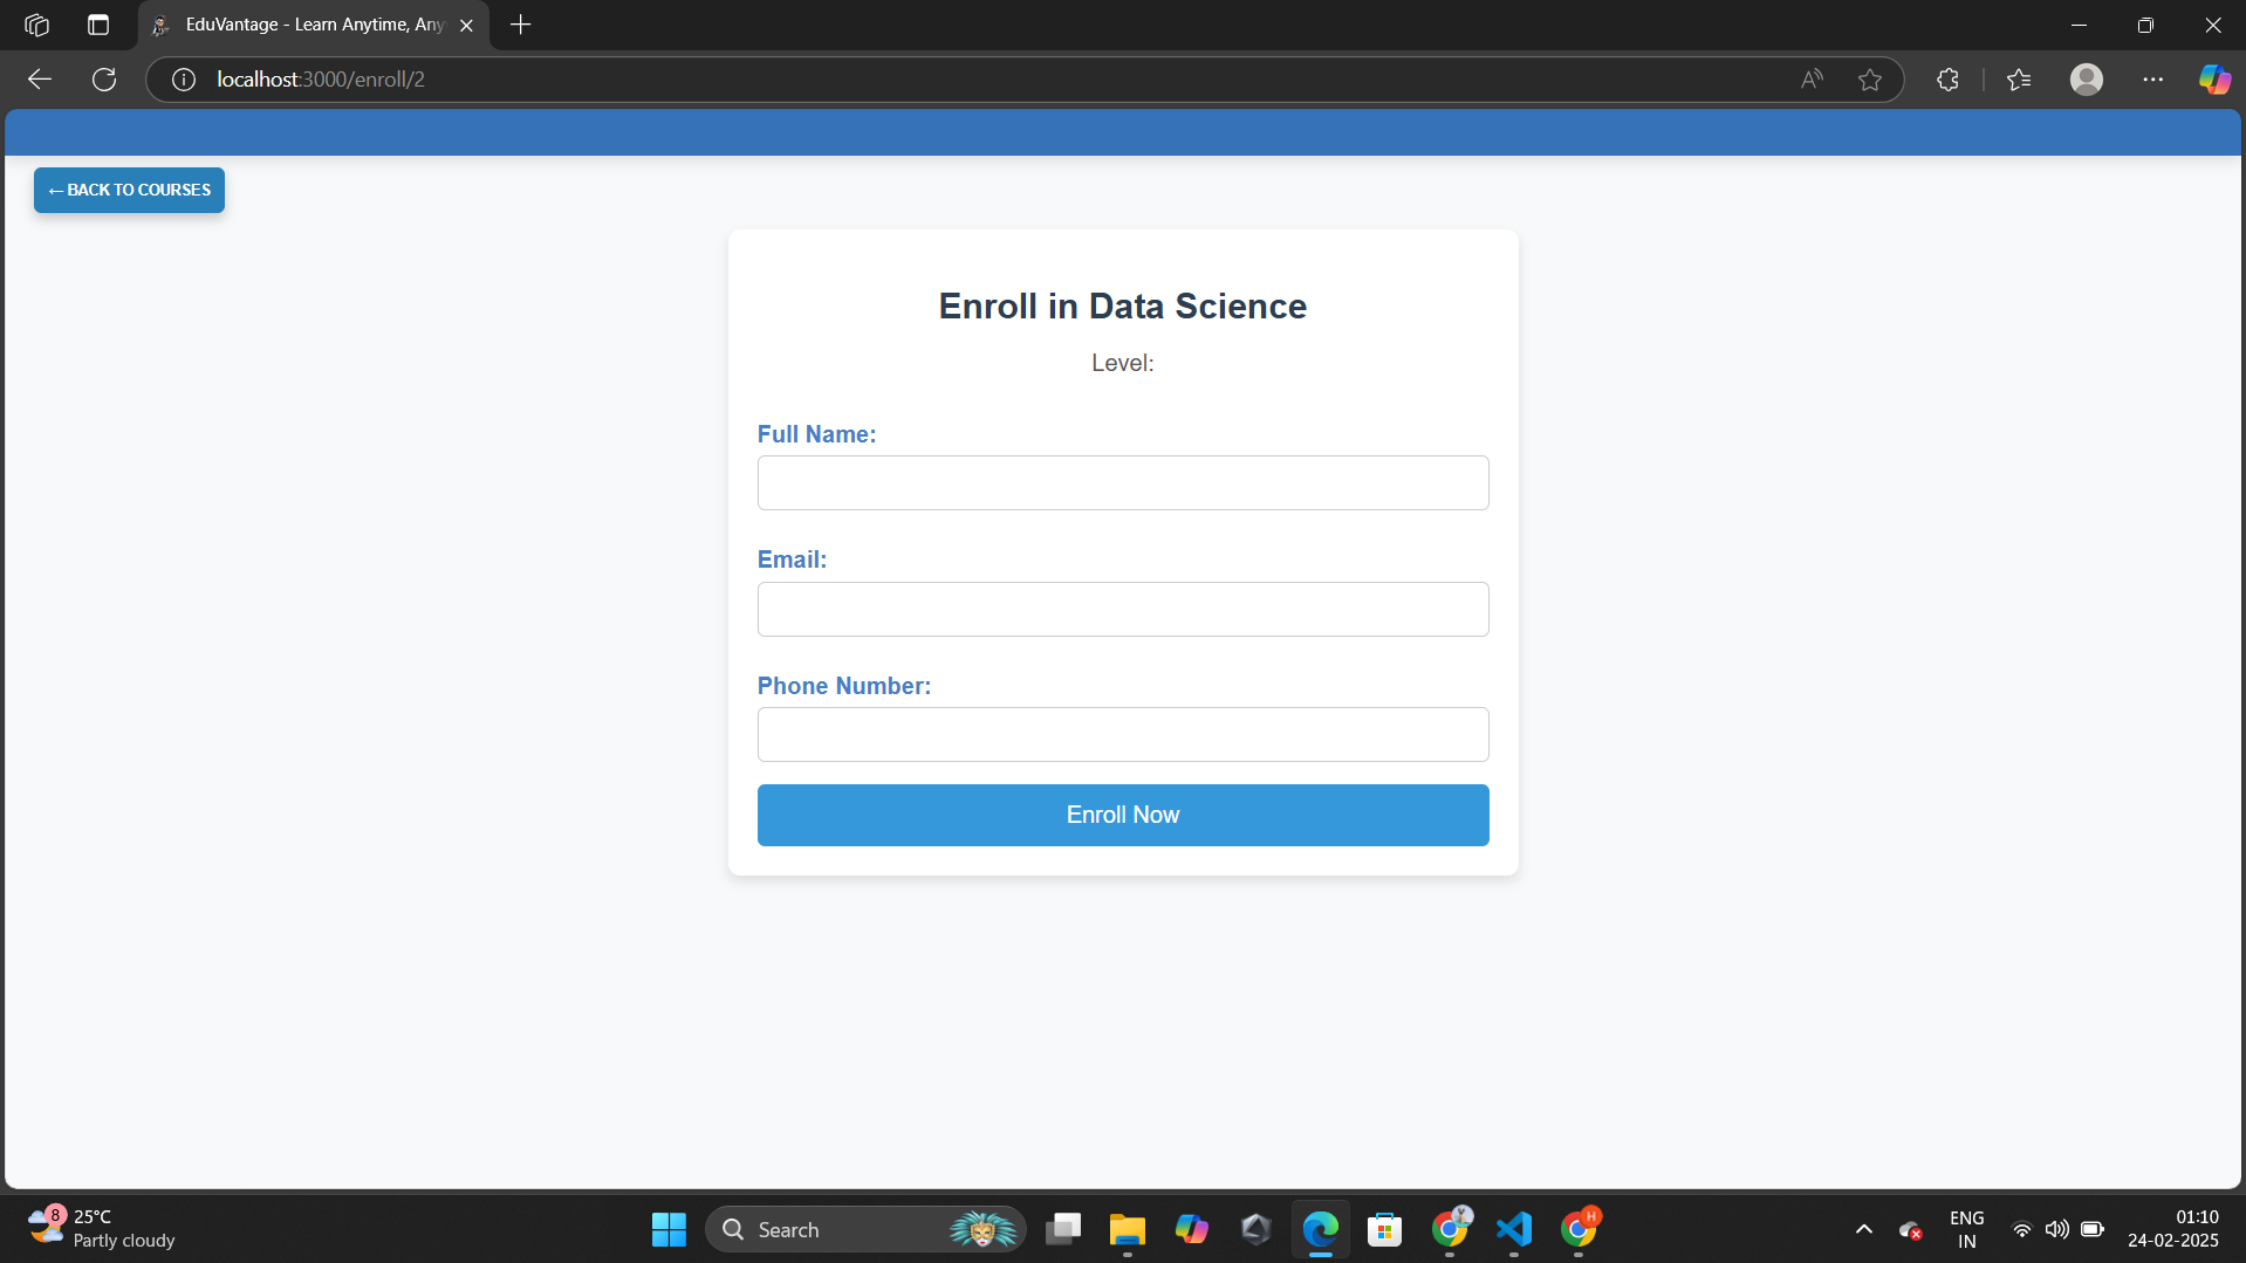 EduVantage - Learn Anytime, Any
localhost:3000/enroll/2
← BACK TO COURSES
Enroll in Data Science
Level:
Full Name:
Email:
Phone Number:
Enroll Now
8
25°C
Partly cloudy
Search
H
ENG
IN
01:10
24-02-2025